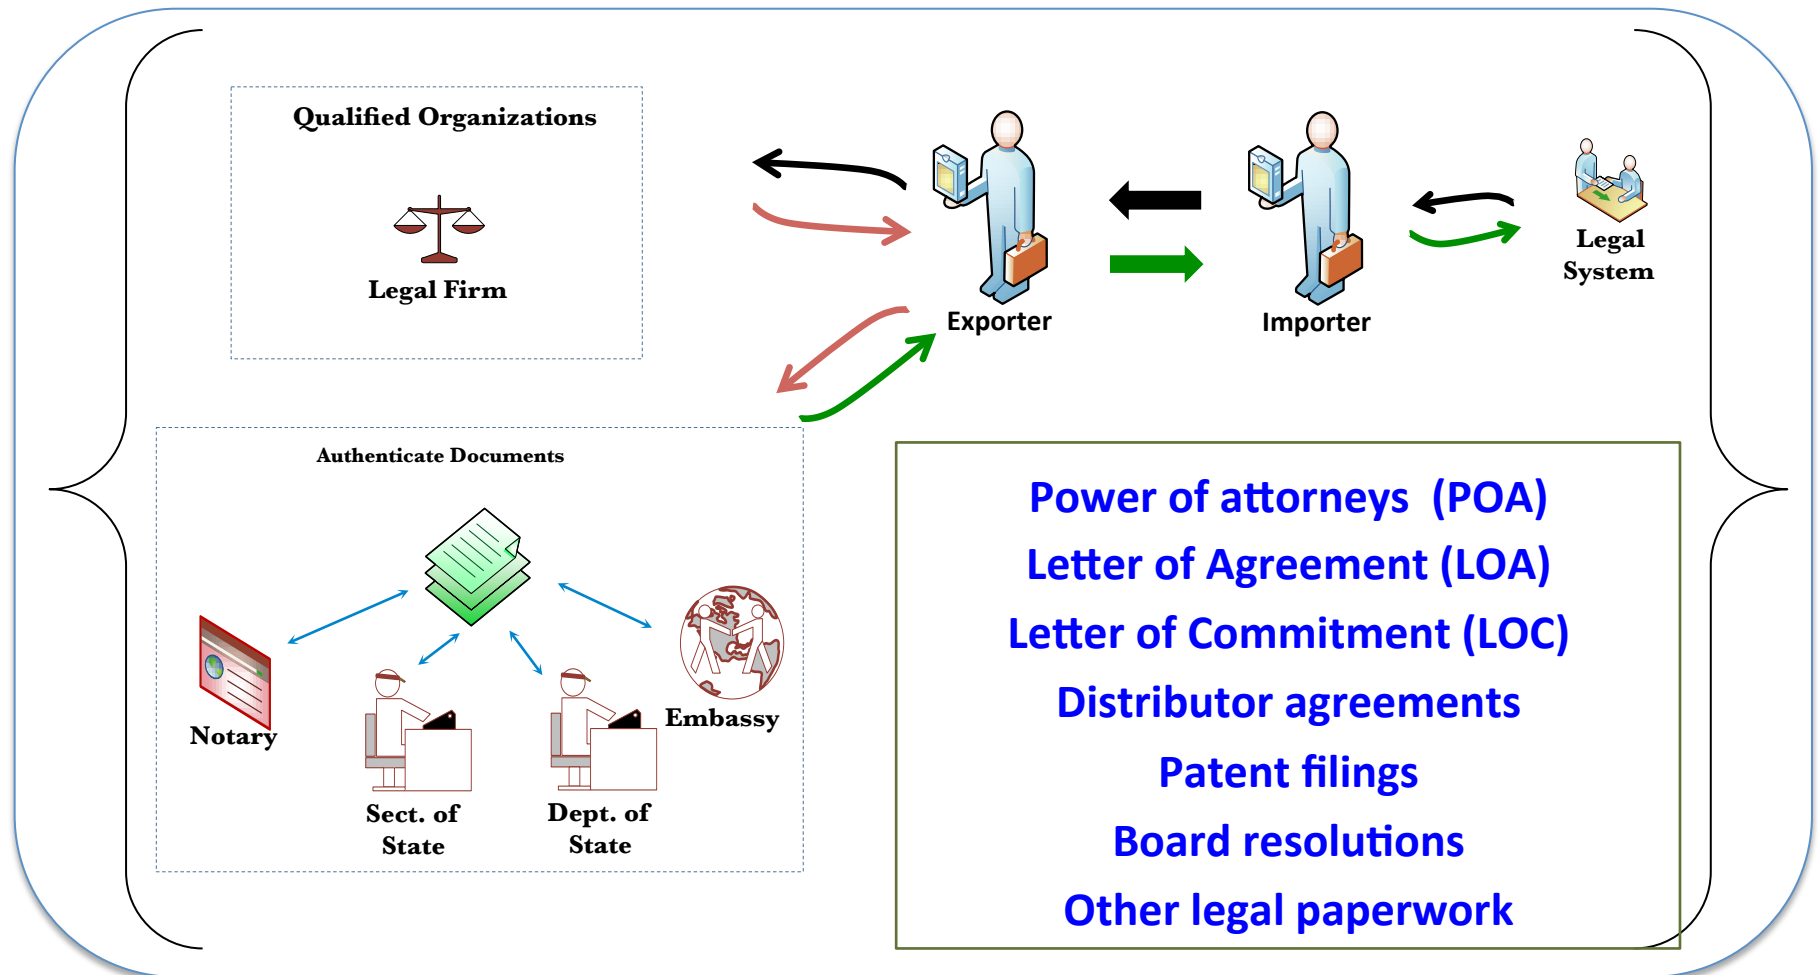 Qualified Organizations
Legal Firm
Exporter
Importer
Legal
System
Authenticate Documents
Notary
Sect. of
State
Dept. of
State
Embassy
Power of attorneys (POA)
Letter of Agreement (LOA)
Letter of Commitment (LOC)
Distributor agreements
Patent filings
Board resolutions
Other legal paperwork